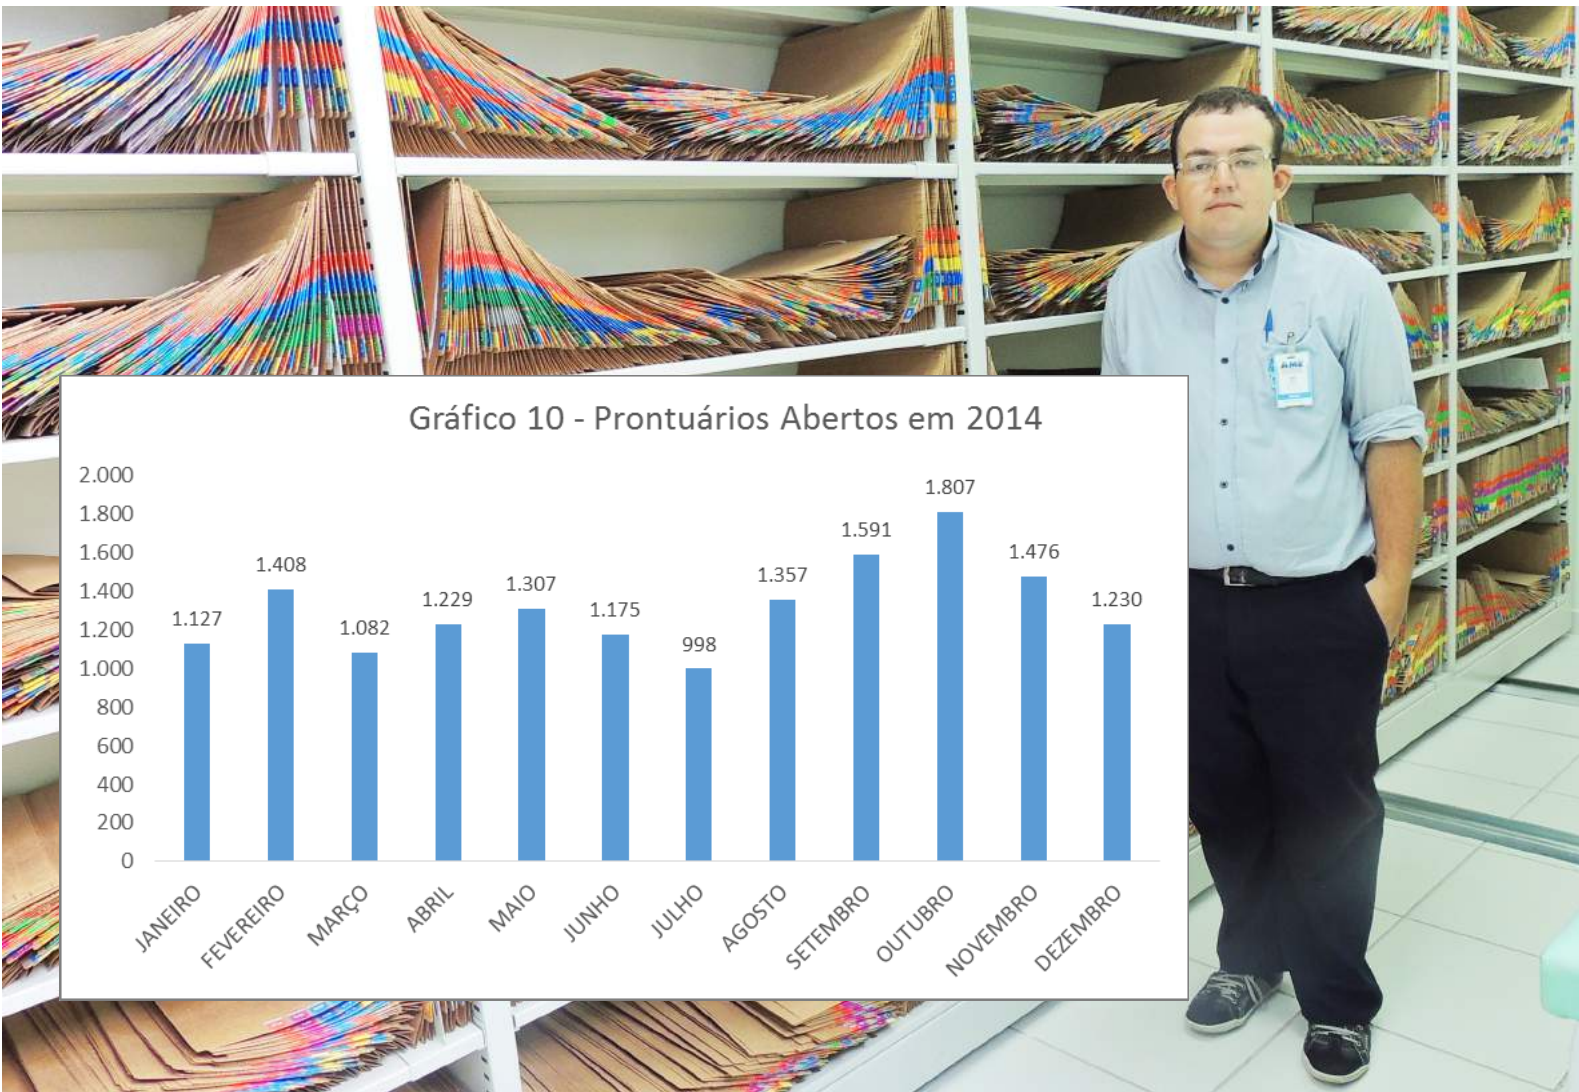 Gráfico 10 - Prontuários Abertos em 2014
2.000
1.800
1.600
1.400
1.200
1.000
800
600
400
200
0
1.127
1.408
1.082
1.229
1.307
1.175
998
1.357
1.591
1.807
1.476
1.230
JANEIRO
FEVEREIRO
MARÇO
ABRIL
MAIO
JUNHO
JULHO
AGOSTO
SETEMBRO
OUTUBRO
NOVEMBRO
DEZEMBRO
AME